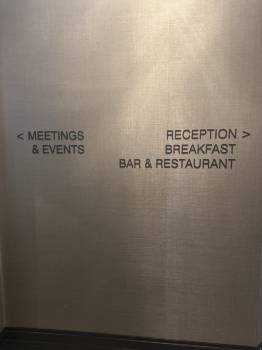 < MEETINGS
& EVENTS
RECEPTION >
BREAKFAST
BAR & RESTAURANT